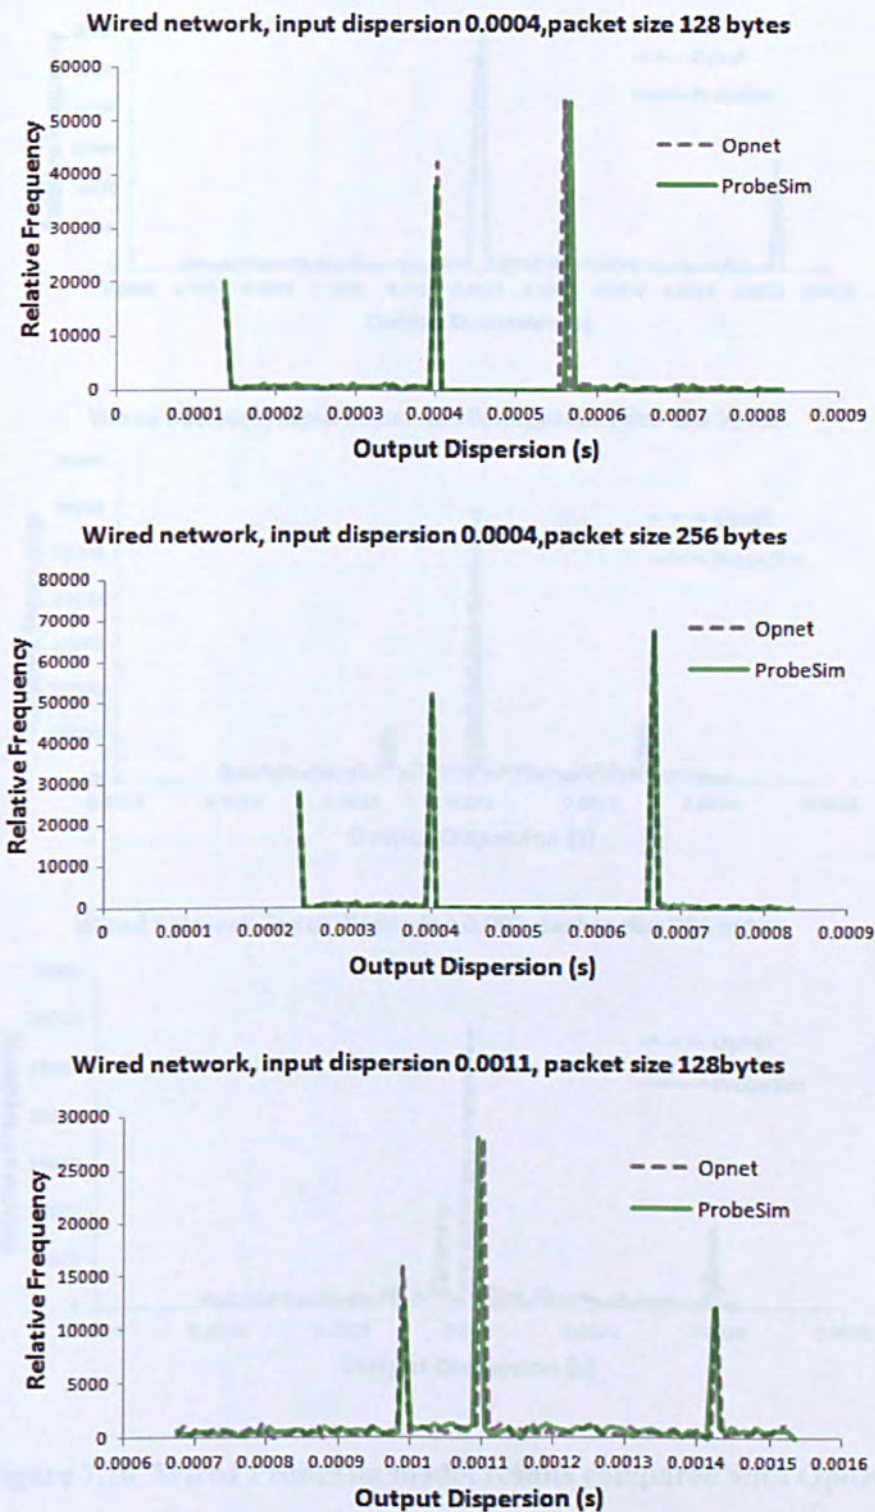 Wired network, input dispersion 0.0004,packet size 128 bytes
60000
50000
40000
30000
20000
10000
0
Relative Frequency
Opnet
ProbeSim
0 0.0001 0.0002 0.0003 0.0004 0.0005 0.0006 0.0007 0.0008 0.0009
Output Dispersion (s)
Wired network, input dispersion 0.0004,packet size 256 bytes
80000
70000
60000
50000
40000
30000
20000
10000
0
Relative Frequency
Opnet
ProbeSim
0 0.0001 0.0002 0.0003 0.0004 0.0005 0.0006 0.0007 0.0008 0.0009
Output Dispersion (s)
Wired network, input dispersion 0.0011, packet size 128bytes
30000
25000
20000
15000
10000
5000
0
Relative Frequency
Opnet
ProbeSim
0.0006 0.0007 0.0008 0.0009 0.001 0.0011 0.0012 0.0013 0.0014 0.0015 0.0016
Output Dispersion (s)